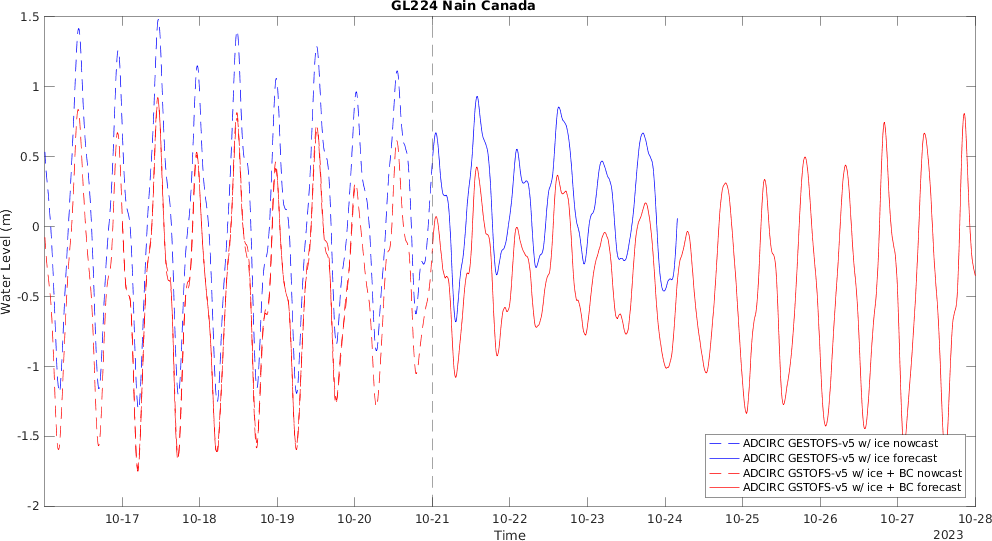 GL224 Nain Canada
1.5
1
0.5
0
-0.5
-1
-1.5
-2
Water Level (m)
ADCIRC GESTOFS-v5 w/ ice nowcast
ADCIRC GESTOFS-v5 w/ ice forecast
ADCIRC GSTOFS-v5 w/ ice + BC nowcast
ADCIRC GSTOFS-v5 w/ ice + BC forecast
10-17 10-18 10-19 10-20 10-21 10-22 10-23 10-24 10-25 10-26 10-27 10-28
Time
2023